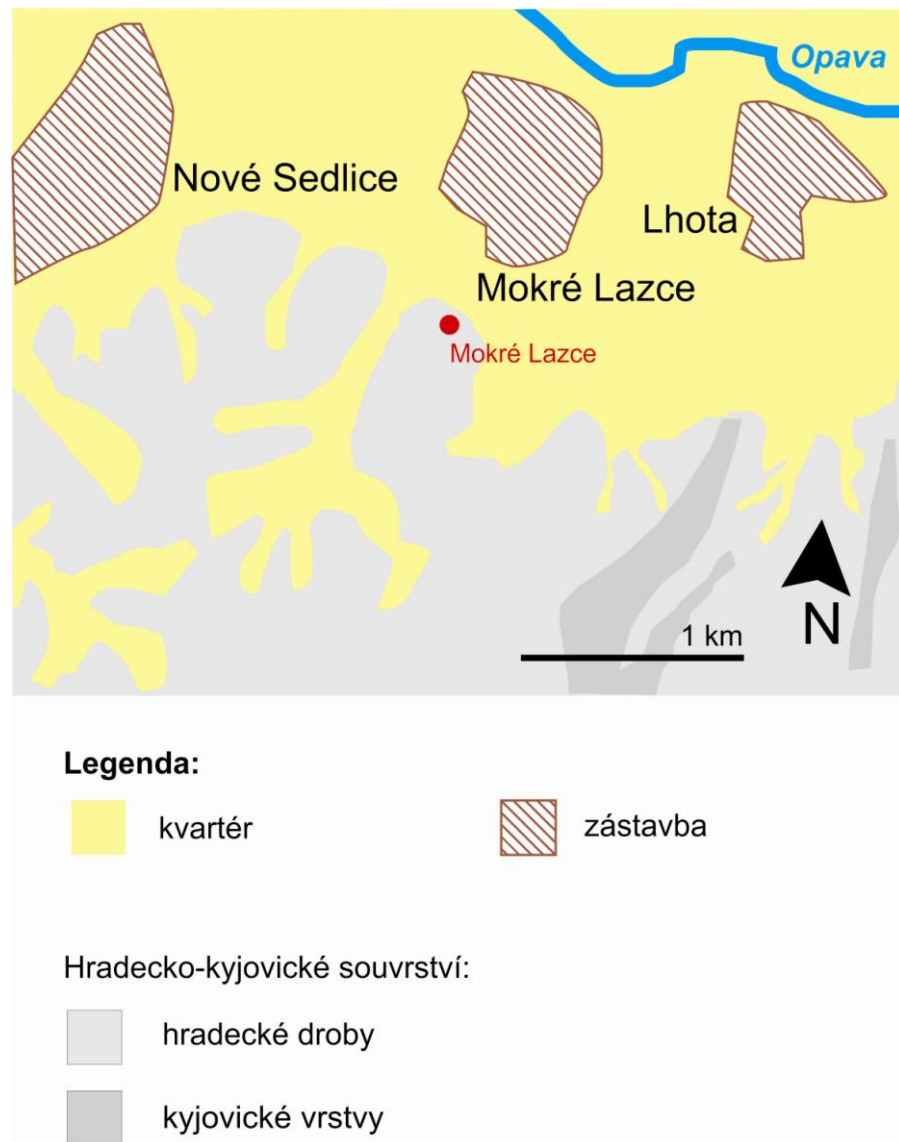 Opava
Nové Sedlice
Lhota
Mokré Lazce
Mokré Lazce
1 km
N
Legenda:
kvartér
zástavba
Hradecko-kyjovické souvrství:
hradecké droby
kyjovické vrstvy